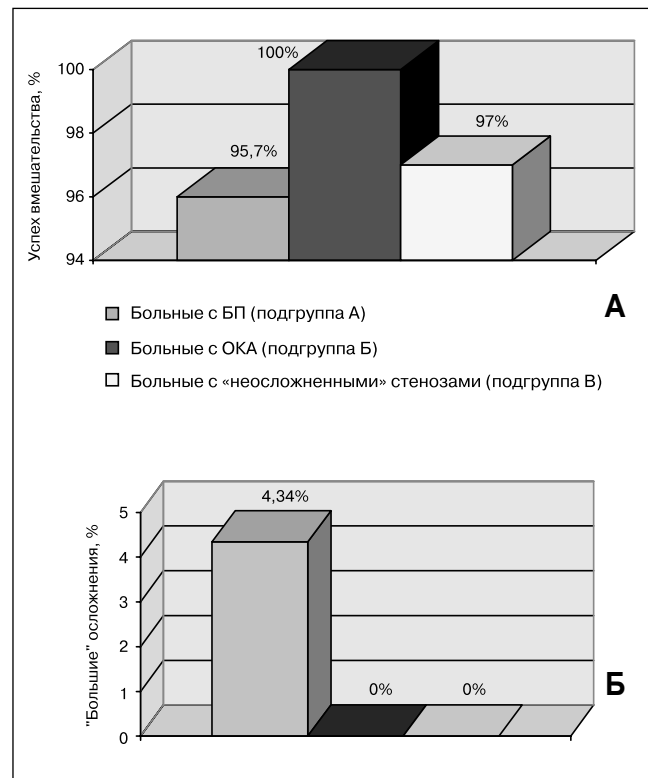 Успех вмешательства, %
100
98
96
94
95,7%
100%
97%
А
Больные с БП (подгруппа А)
Больные с ОКА (подгруппа Б)
Больные с «неосложненными» стенозами (подгруппа В)
"Большие" осложнения, %
5
4
3
2
1
0
4,34%
0%
0%
Б